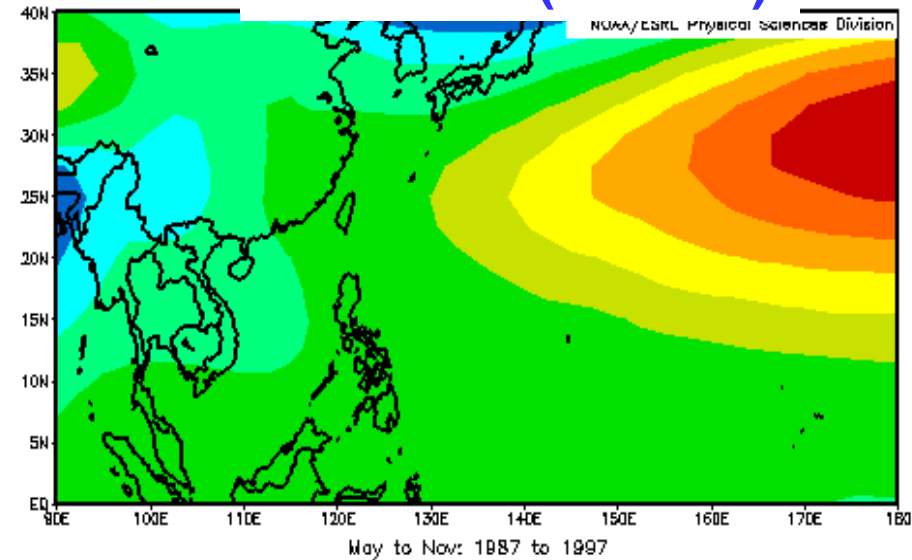 40N
NOAA/ESRL Physical Sciences Division
35N
30N
25N
20N
15N
10N
5N
EQ
90E 100E 110E 120E 130E 140E 150E 160E 170E 180
May to Nov: 1987 to 1997